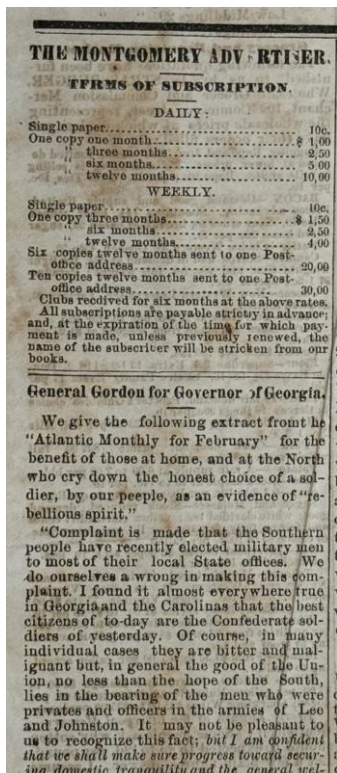 THE MONTGOMERY ADV RTISER.
TERMS OF SUBSCRIPTION.
DAILY:
Single paper........ 10c.
One copy one month........ $ 1,00
" three months........ 2,50
" six months........ 5 00
" twelve months........ 10,00
WEEKLY.
Single paper........ 10c,
One copy three months........ $ 1,50
" six months........ 2,50
" twelve months........ 4,00
Six copies twelve months sent to one Post-
office address........ 20,00
Ten copies twelve months sent to one Post-
office address........ 30,00
Clubs recdived for six months at the above rates.
All subscriptions are payable strictly in advance;
and, at the expiration of the time for which pay-
ment is made, unless previously renewed, the
name of the subscriter will be stricken from our
books.
General Gordon for Governor of Georgia.
We give the following extract fromt he
"Atlantic Monthly for February" for the
benefit of those at home, and at the North
who cry down the honest choice of a sol-
dier, by our peeple, as an evidence of "re-
bellious spirit."
"Complaint is made that the Southern
people have recently elected military men
to most of their local State offices. We
do ourselves a wrong in making this com-
plaint. I found it almost everywhere true
in Georgia and the Carolinas that the best
citizens of to-day are the Confederate sol-
diers of yesterday. Of course, in many
individual cases they are bitter and mal-
ignant but, in general the good of the Un-
ion, no less than the hope of the South,
lies in the bearing of the men who were
privates and officers in the armies of Lee
and Johnston. It may not be pleasant to
us to recognize this fact; but I am confident
that we shall make sure progress toward secur-
ing domestic tranquility and the general wel-